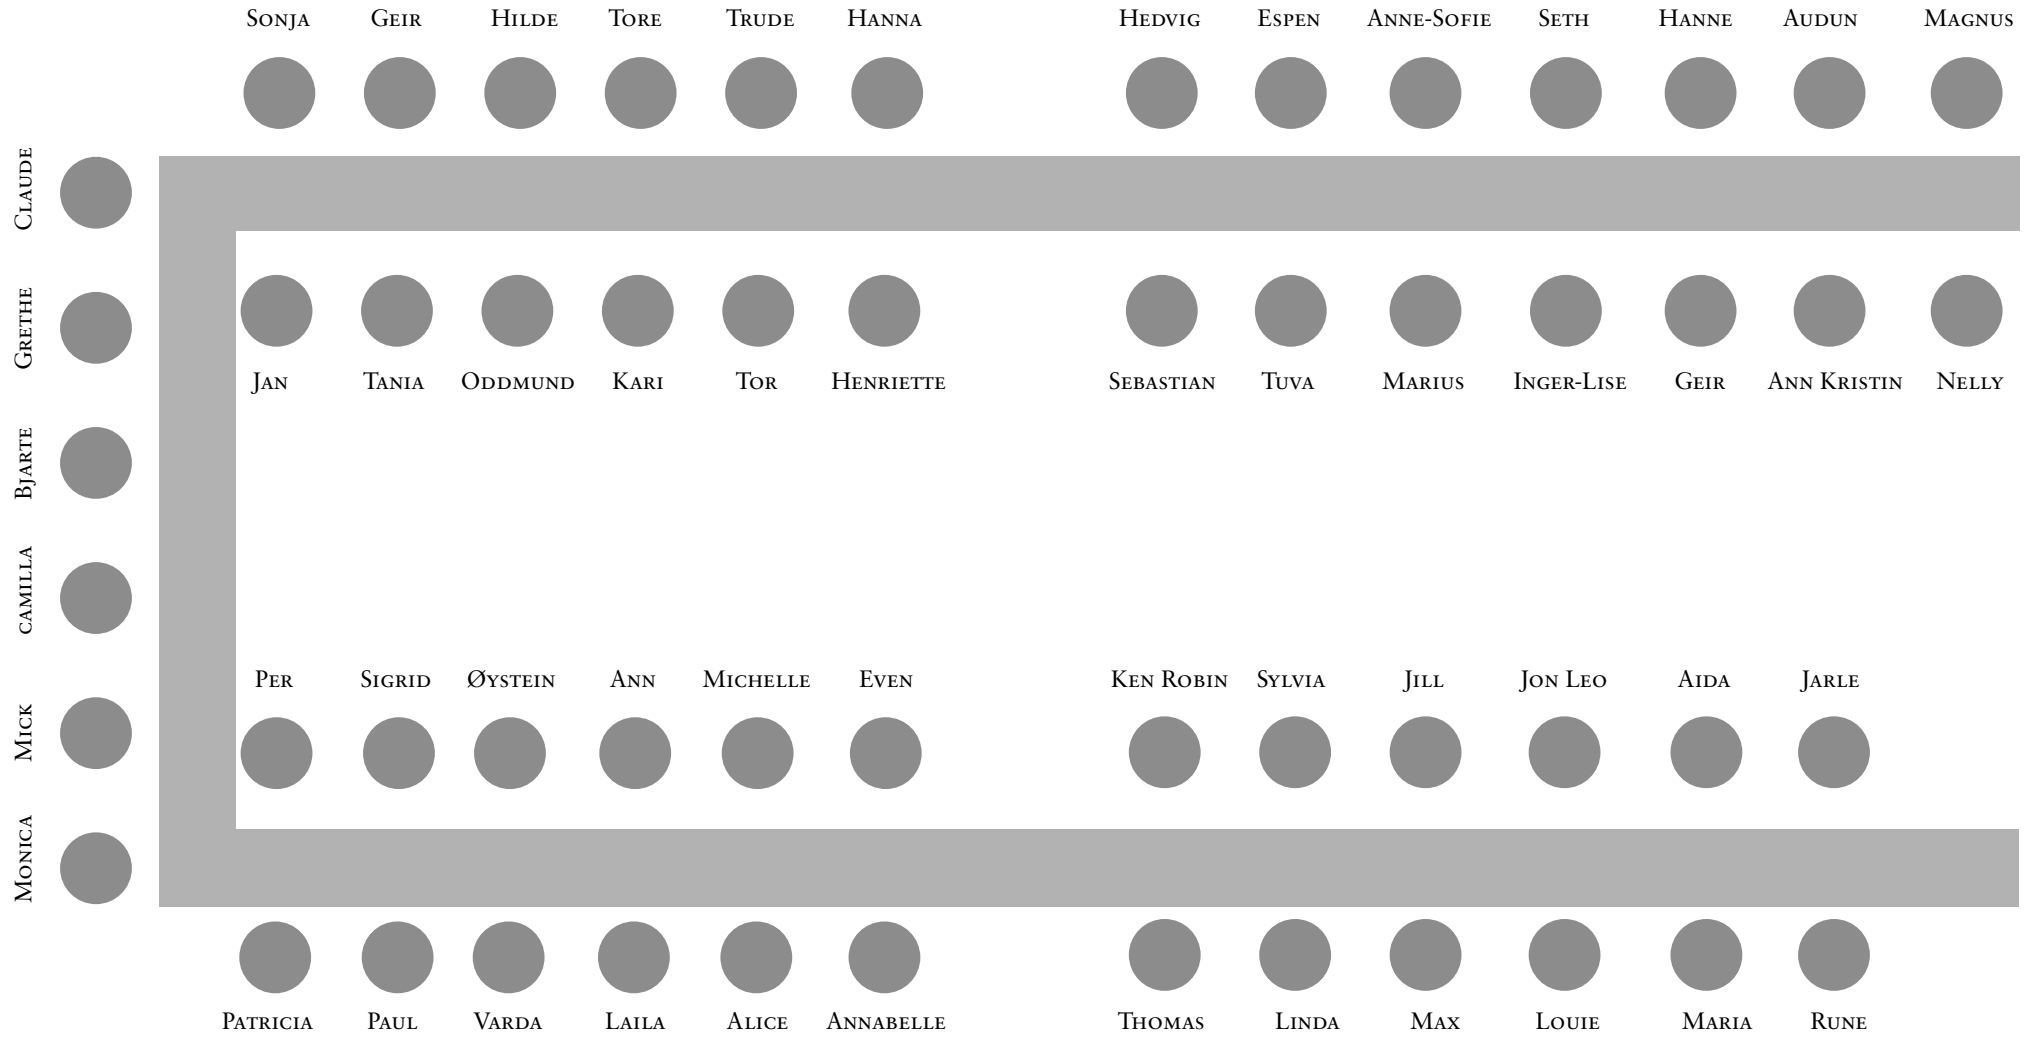 Sonja Geir Hilde Tore Trude Hanna Hedvig Espen Anne-Sofie Seth Hanne Audun Magnus
Claude
Grethe
Bjarte
camilla
Mick
Monica
Jan Tania Oddmund Kari Tor Henriette Sebastian Tuva Marius Inger-Lise Geir Ann Kristin Nelly
Per Sigrid Øystein Ann Michelle Even Ken Robin Sylvia Jill Jon Leo Aida Jarle
Patricia Paul Varda Laila Alice Annabelle Thomas Linda Max Louie Maria Rune